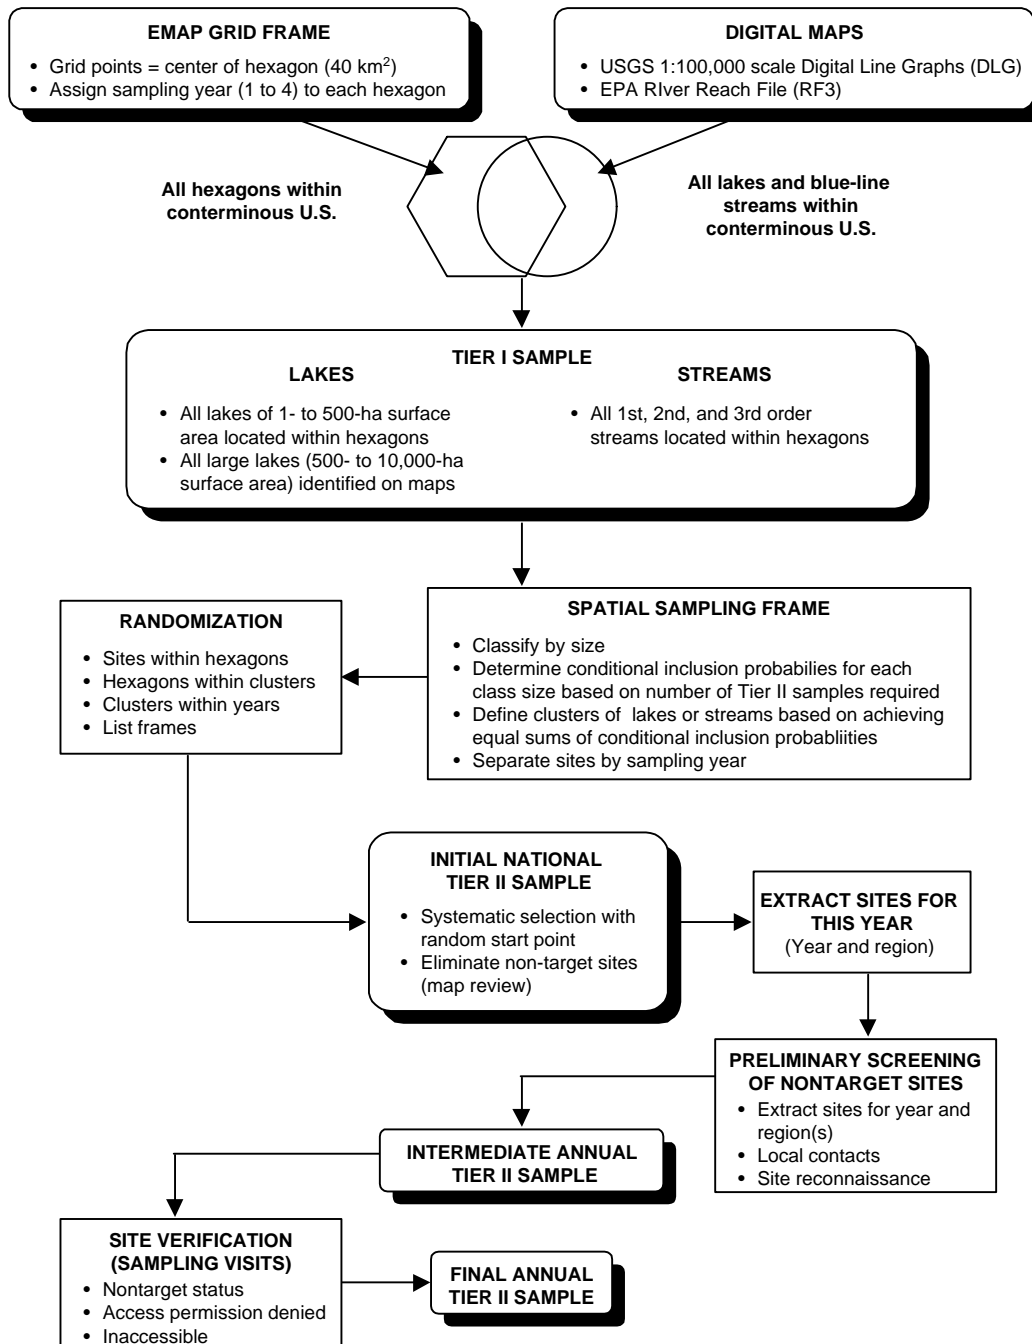 EMAP GRID FRAME
• Grid points = center of hexagon (40 km²)
• Assign sampling year (1 to 4) to each hexagon
DIGITAL MAPS
• USGS 1:100,000 scale Digital Line Graphs (DLG)
• EPA RIver Reach File (RF3)
All hexagons within
conterminous U.S.
All lakes and blue-line
streams within
conterminous U.S.
TIER I SAMPLE
LAKES
• All lakes of 1- to 500-ha surface
area located within hexagons
• All large lakes (500- to 10,000-ha
surface area) identified on maps
STREAMS
• All 1st, 2nd, and 3rd order
streams located within hexagons
SPATIAL SAMPLING FRAME
• Classify by size
• Determine conditional inclusion probabilies for each
class size based on number of Tier II samples required
• Define clusters of lakes or streams based on achieving
equal sums of conditional inclusion probabliities
• Separate sites by sampling year
RANDOMIZATION
• Sites within hexagons
• Hexagons within clusters
• Clusters within years
• List frames
INITIAL NATIONAL
TIER II SAMPLE
• Systematic selection with
random start point
• Eliminate non-target sites
(map review)
EXTRACT SITES FOR
THIS YEAR
(Year and region)
PRELIMINARY SCREENING
OF NONTARGET SITES
• Extract sites for year and
region(s)
• Local contacts
• Site reconnaissance
INTERMEDIATE ANNUAL
TIER II SAMPLE
SITE VERIFICATION
(SAMPLING VISITS)
• Nontarget status
• Access permission denied
• Inaccessible
FINAL ANNUAL
TIER II SAMPLE